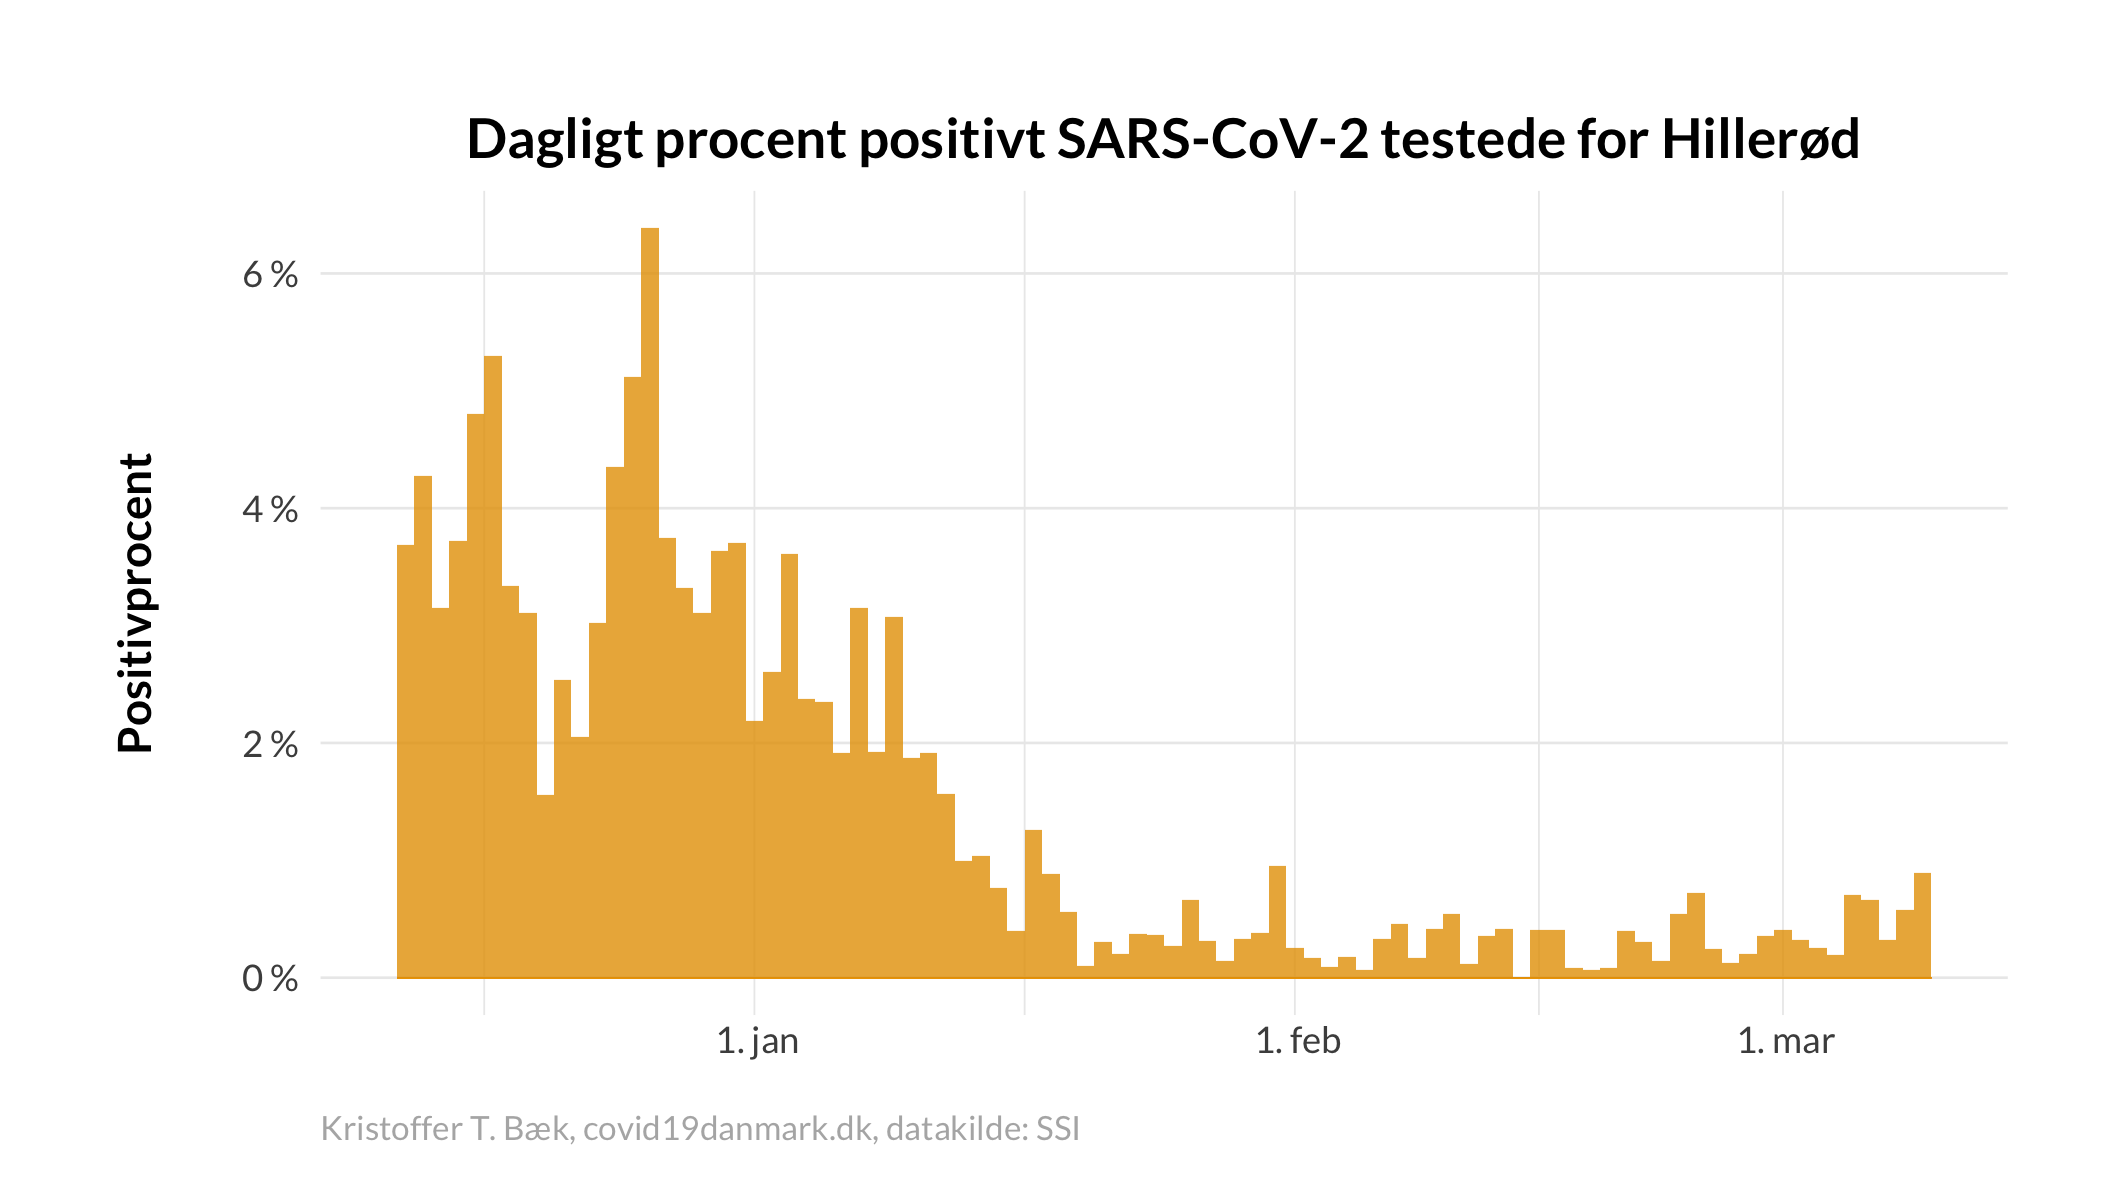 Dagligt procent positivt SARS-CoV-2 testede for Hillerød
Positivprocent
6 %
4 %
2 %
0 %
1. jan
1. feb
1. mar
Kristoffer T. Bæk, covid19danmark.dk, datakilde: SSI